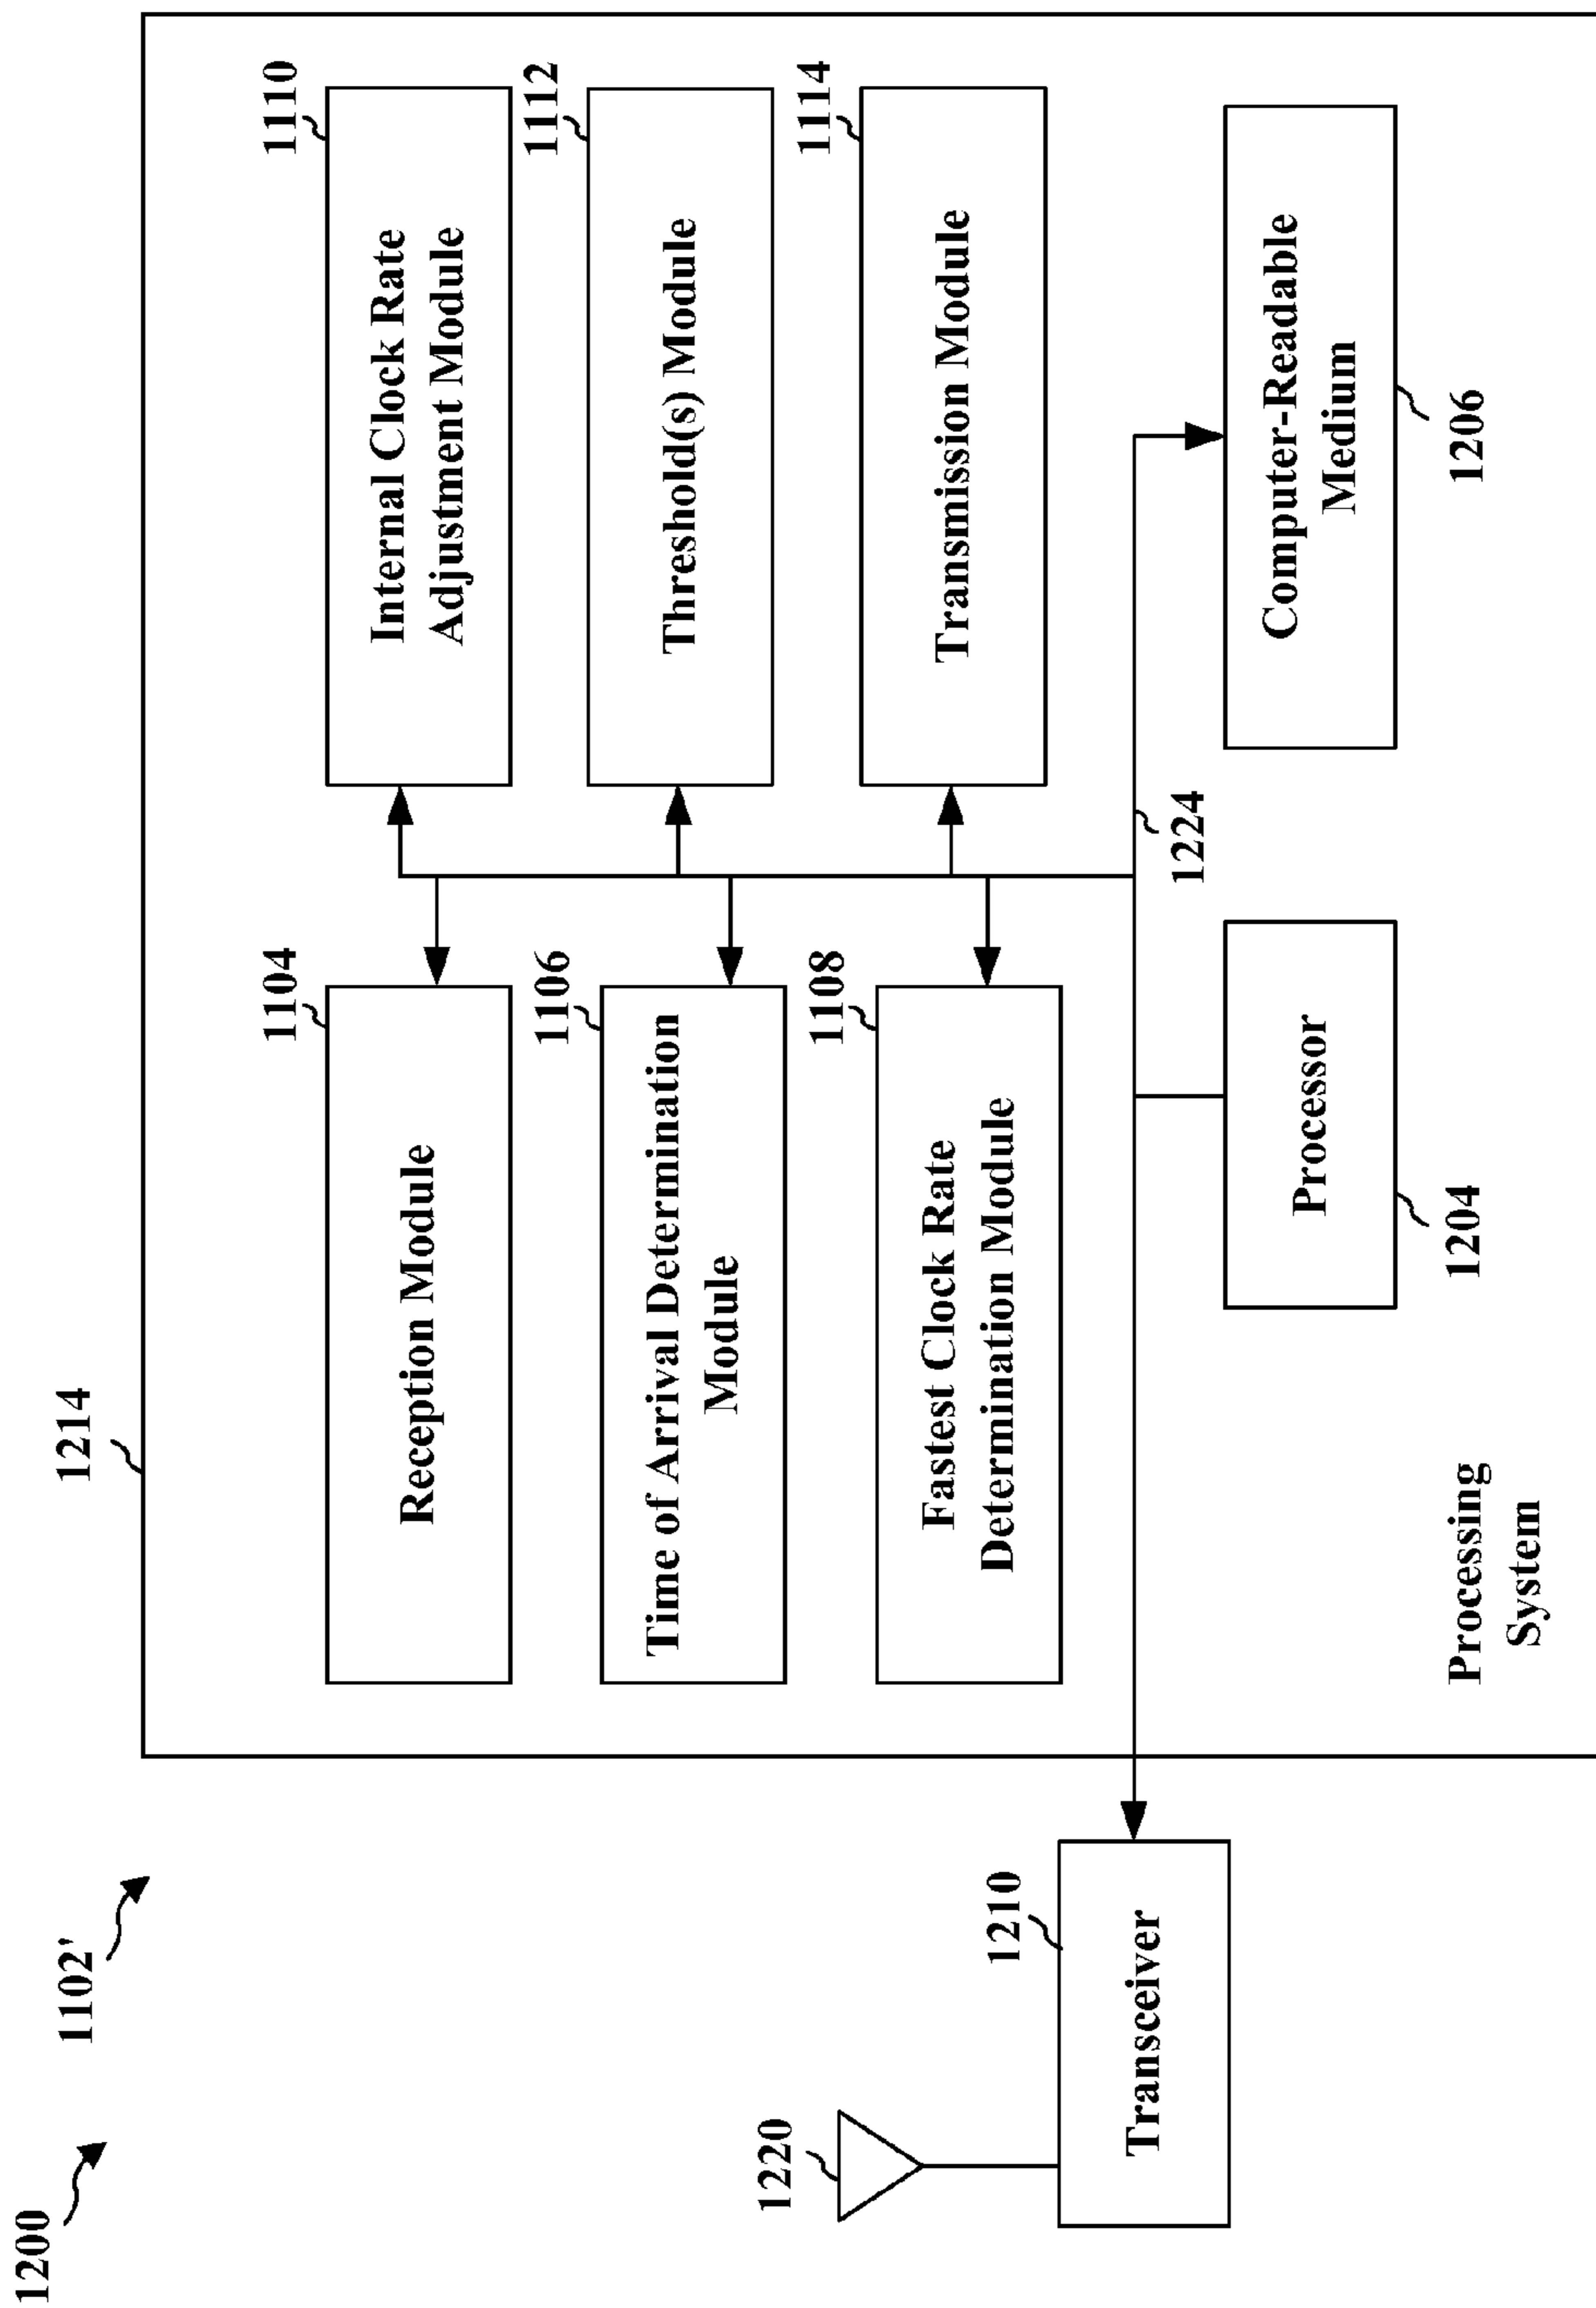 1200
1102'
1214
1104
Reception Module
1110
Internal Clock Rate
Adjustment Module
1106
Time of Arrival Determination
Module
1112
Threshold(s) Module
1108
Fastest Clock Rate
Determination Module
1114
Transmission Module
1220
1210
Transceiver
1224
Processor
1204
Computer-Readable
Medium
1206
Processing
System